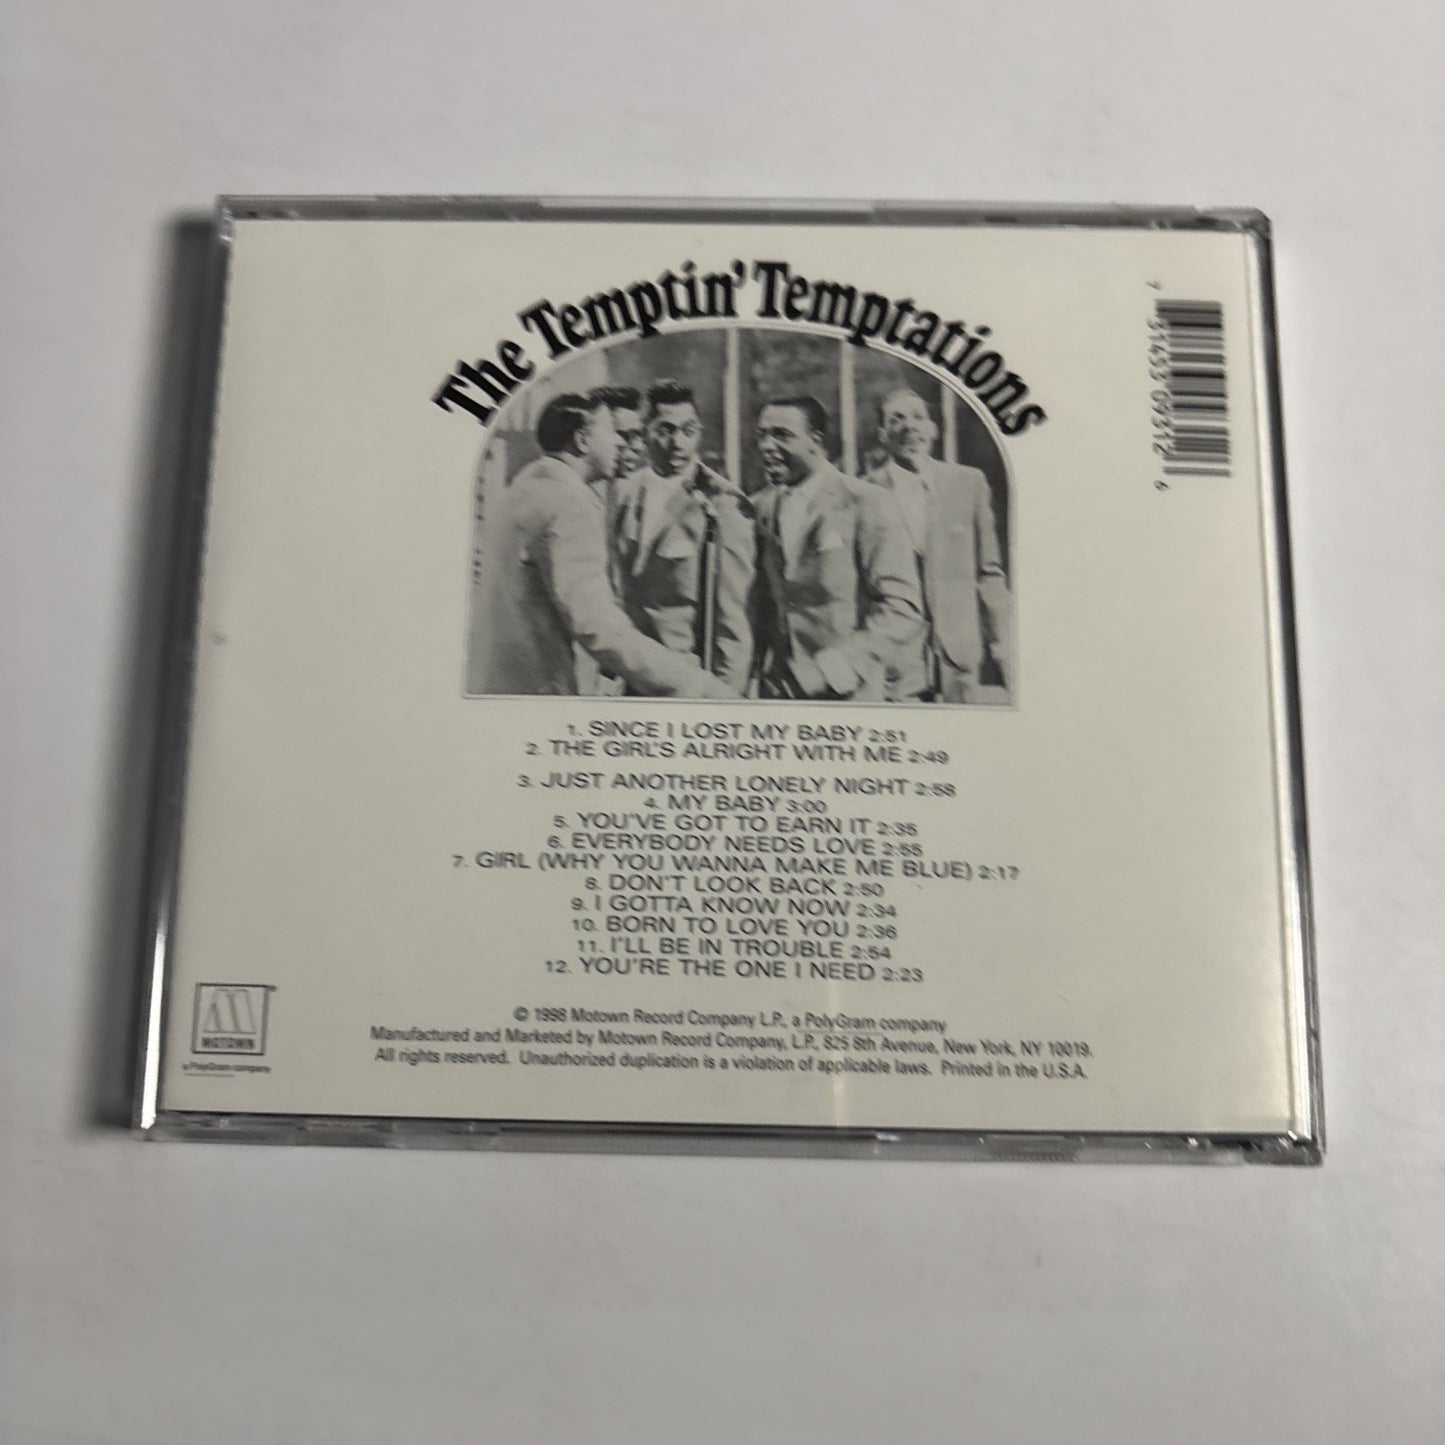 The Temptin' Temptations
7 31453 09312 6
1. SINCE I LOST MY BABY 2:51
2. THE GIRL'S ALRIGHT WITH ME 2:49
3. JUST ANOTHER LONELY NIGHT 2:58
4. MY BABY 3:00
5. YOU'VE GOT TO EARN IT 2:35
6. EVERYBODY NEEDS LOVE 2:55
7. GIRL (WHY YOU WANNA MAKE ME BLUE) 2:17
8. DON'T LOOK BACK 2:50
9. I GOTTA KNOW NOW 2:34
10. BORN TO LOVE YOU 2:36
11. I'LL BE IN TROUBLE 2:54
12. YOU'RE THE ONE I NEED 2:23
M®
MOTOWN
a PolyGram company
© 1998 Motown Record Company L.P., a PolyGram company
Manufactured and Marketed by Motown Record Company, L.P., 825 8th Avenue, New York, NY 10019.
All rights reserved. Unauthorized duplication is a violation of applicable laws. Printed in the U.S.A.